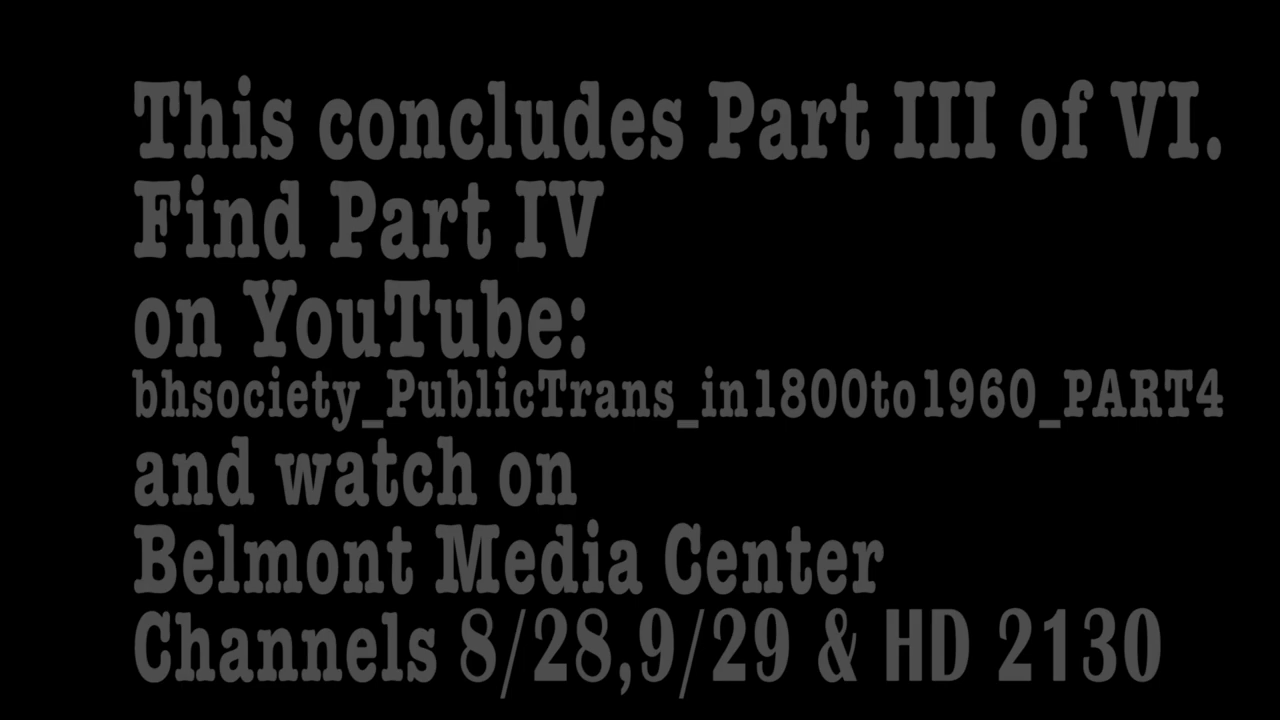 This concludes Part III of VI.
Find Part IV
on YouTube:
bhsociety_PublicTrans_in1800to1960_PART4
and watch on
Belmont Media Center
Channels 8/28,9/29 & HD 2130